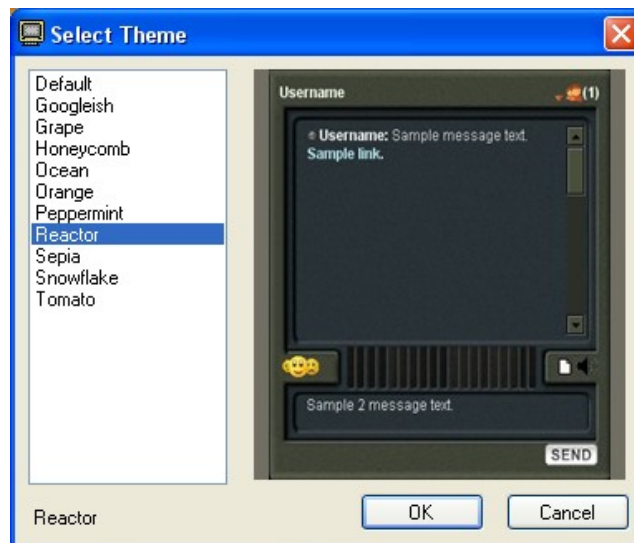 Select Theme
Default
Googleish
Grape
Honeycomb
Ocean
Orange
Peppermint
Reactor
Sepia
Snowflake
Tomato
Username
(1)
Username: Sample message text.
Sample link.
Sample 2 message text.
SEND
Reactor
OK
Cancel